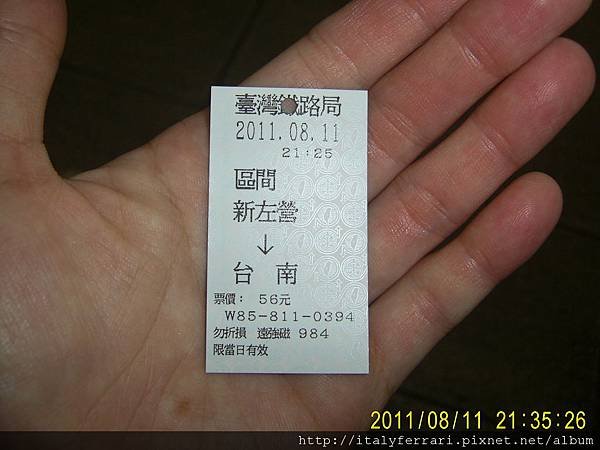 臺灣鐵路局
2011.08.11
21:25
區間
新左營
↓
台 南
票價： 56元
W85-811-0394
勿折損 遠強磁 984
限當日有效
2011/08/11 21:35:26
http://italyferrari.pixnet.net/album